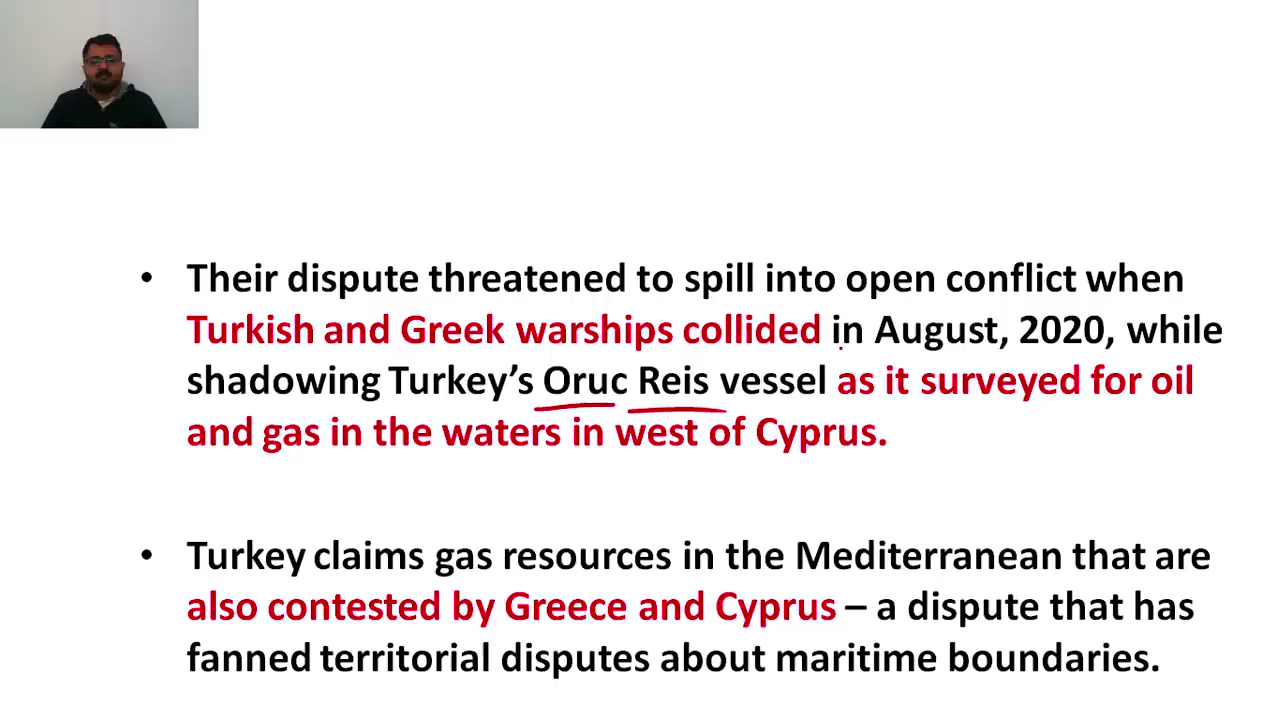 • Their dispute threatened to spill into open conflict when
Turkish and Greek warships collided in August, 2020, while
shadowing Turkey’s Oruc Reis vessel as it surveyed for oil
and gas in the waters in west of Cyprus.
• Turkey claims gas resources in the Mediterranean that are
also contested by Greece and Cyprus – a dispute that has
fanned territorial disputes about maritime boundaries.